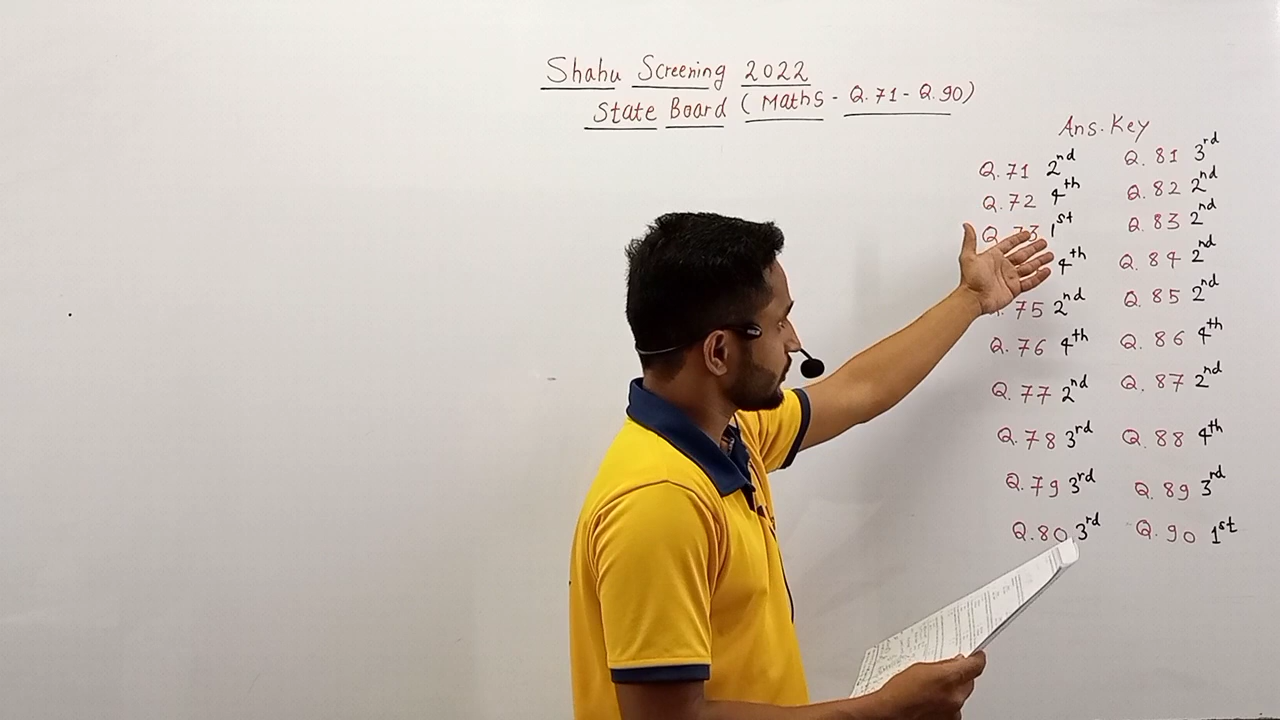 Shahu Screening 2022
State Board (Maths - Q.71 - Q.90)
Ans. Key
Q.71 2nd
Q.72 4th
Q.73 1st
4th
75 2nd
Q.76 4th
Q.77 2nd
Q.78 3rd
Q.79 3rd
Q.80 3rd
Q.81 3rd
Q.82 2nd
Q.83 2nd
Q.84 2nd
Q.85 2nd
Q.86 4th
Q.87 2nd
Q.88 4th
Q.89 3rd
Q.90 1st